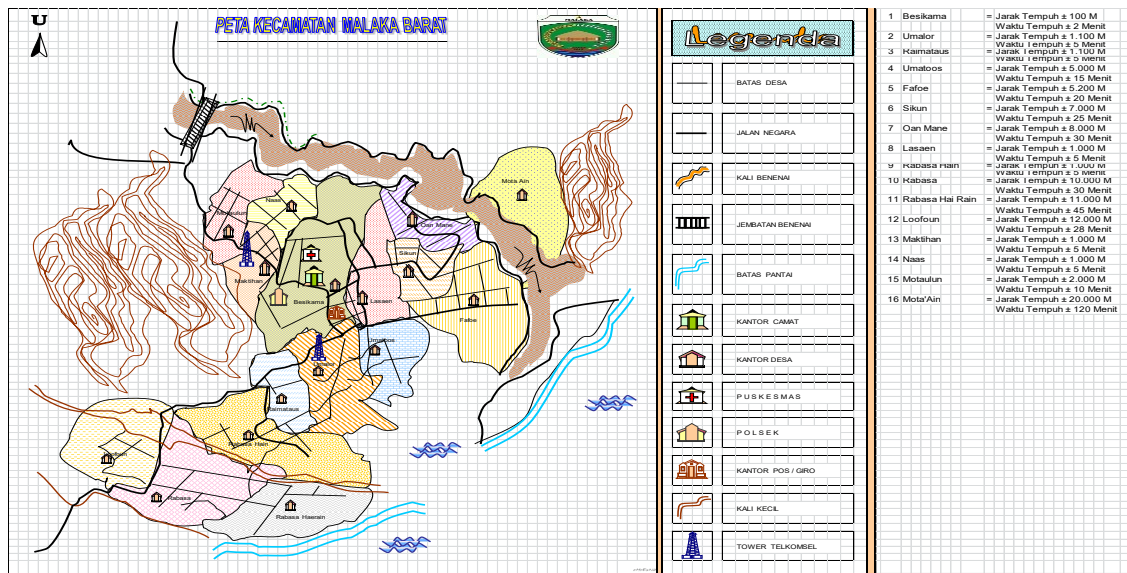 U
PETA KECAMATAN MALAKA BARAT
MALAKA
Mota Ain
Naas
Motaulun
Oan Mane
Sikun
Maktihan
Besikama
Lasaen
Fafoe
Umatoos
Umalor
Raimataus
Rabasa Hain
Loofoun
Rabasa
Rabasa Haerain
Legenda
BATAS DESA
JALAN NEGARA
KALI BENENAI
JEMBATAN BENENAI
BATAS PANTAI
KANTOR CAMAT
KANTOR DESA
P U S K E S M A S
P O L S E K
KANTOR POS / GIRO
KALI KECIL
TOWER TELKOMSEL
1 Besikama = Jarak Tempuh ± 100 M
Waktu Tempuh ± 2 Menit
2 Umalor = Jarak Tempuh ± 1.100 M
Waktu Tempuh ± 5 Menit
3 Raimataus = Jarak Tempuh ± 1.100 M
Waktu Tempuh ± 5 Menit
4 Umatoos = Jarak Tempuh ± 5.000 M
Waktu Tempuh ± 15 Menit
5 Fafoe = Jarak Tempuh ± 5.200 M
Waktu Tempuh ± 20 Menit
6 Sikun = Jarak Tempuh ± 7.000 M
Waktu Tempuh ± 25 Menit
7 Oan Mane = Jarak Tempuh ± 8.000 M
Waktu Tempuh ± 30 Menit
8 Lasaen = Jarak Tempuh ± 1.000 M
Waktu Tempuh ± 5 Menit
9 Rabasa Hain = Jarak Tempuh ± 1.000 M
Waktu Tempuh ± 5 Menit
10 Rabasa = Jarak Tempuh ± 10.000 M
Waktu Tempuh ± 30 Menit
11 Rabasa Hai Rain = Jarak Tempuh ± 11.000 M
Waktu Tempuh ± 45 Menit
12 Loofoun = Jarak Tempuh ± 12.000 M
Waktu Tempuh ± 28 Menit
13 Maktihan = Jarak Tempuh ± 1.000 M
Waktu Tempuh ± 5 Menit
14 Naas = Jarak Tempuh ± 1.000 M
Waktu Tempuh ± 5 Menit
15 Motaulun = Jarak Tempuh ± 2.000 M
Waktu Tempuh ± 10 Menit
16 Mota'Ain = Jarak Tempuh ± 20.000 M
Waktu Tempuh ± 120 Menit